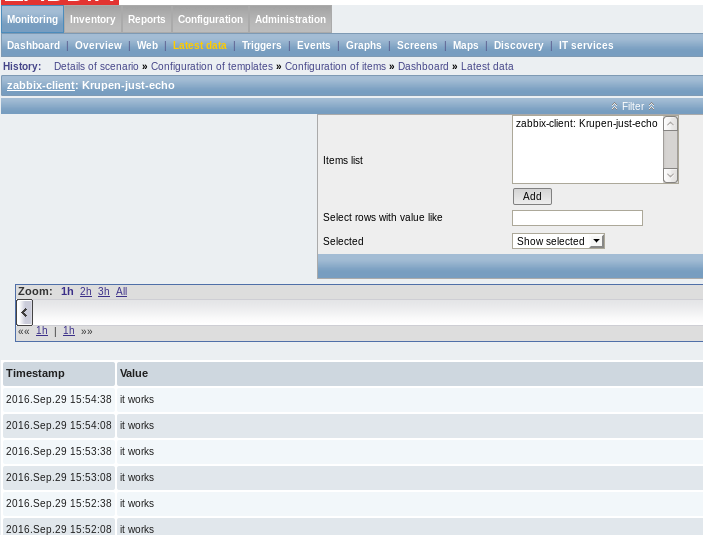 ZABBIX
Monitoring Inventory Reports Configuration Administration
Dashboard | Overview | Web | Latest data | Triggers | Events | Graphs | Screens | Maps | Discovery | IT services
History: Details of scenario » Configuration of templates » Configuration of items » Dashboard » Latest data
zabbix-client: Krupen-just-echo
Filter
Items list
zabbix-client: Krupen-just-echo
Add
Select rows with value like
Selected Show selected
Zoom: 1h 2h 3h All
«« 1h | 1h »»
Timestamp Value
2016.Sep.29 15:54:38 it works
2016.Sep.29 15:54:08 it works
2016.Sep.29 15:53:38 it works
2016.Sep.29 15:53:08 it works
2016.Sep.29 15:52:38 it works
2016.Sep.29 15:52:08 it works